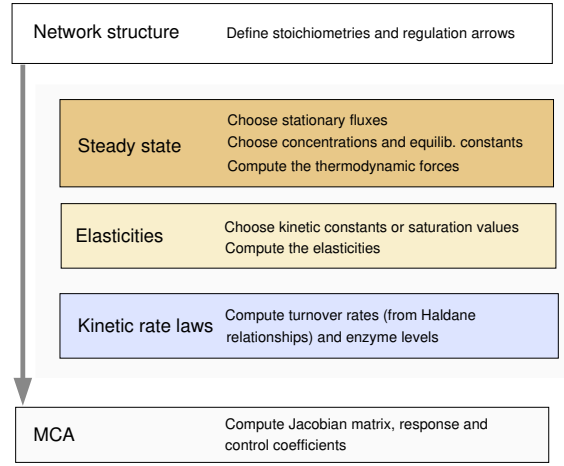 Network structure
Define stoichiometries and regulation arrows
Steady state
Choose stationary fluxes
Choose concentrations and equilib. constants
Compute the thermodynamic forces
Elasticities
Choose kinetic constants or saturation values
Compute the elasticities
Kinetic rate laws
Compute turnover rates (from Haldane
relationships) and enzyme levels
MCA
Compute Jacobian matrix, response and
control coefficients